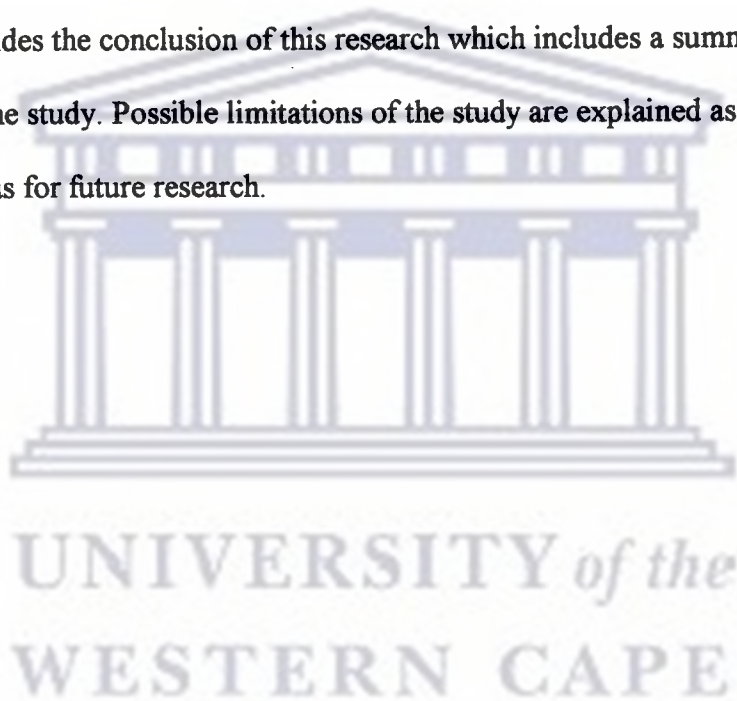 des the conclusion of this research which includes a summ
e study. Possible limitations of the study are explained as
s for future research.
UNIVERSITY of the
WESTERN CAPE